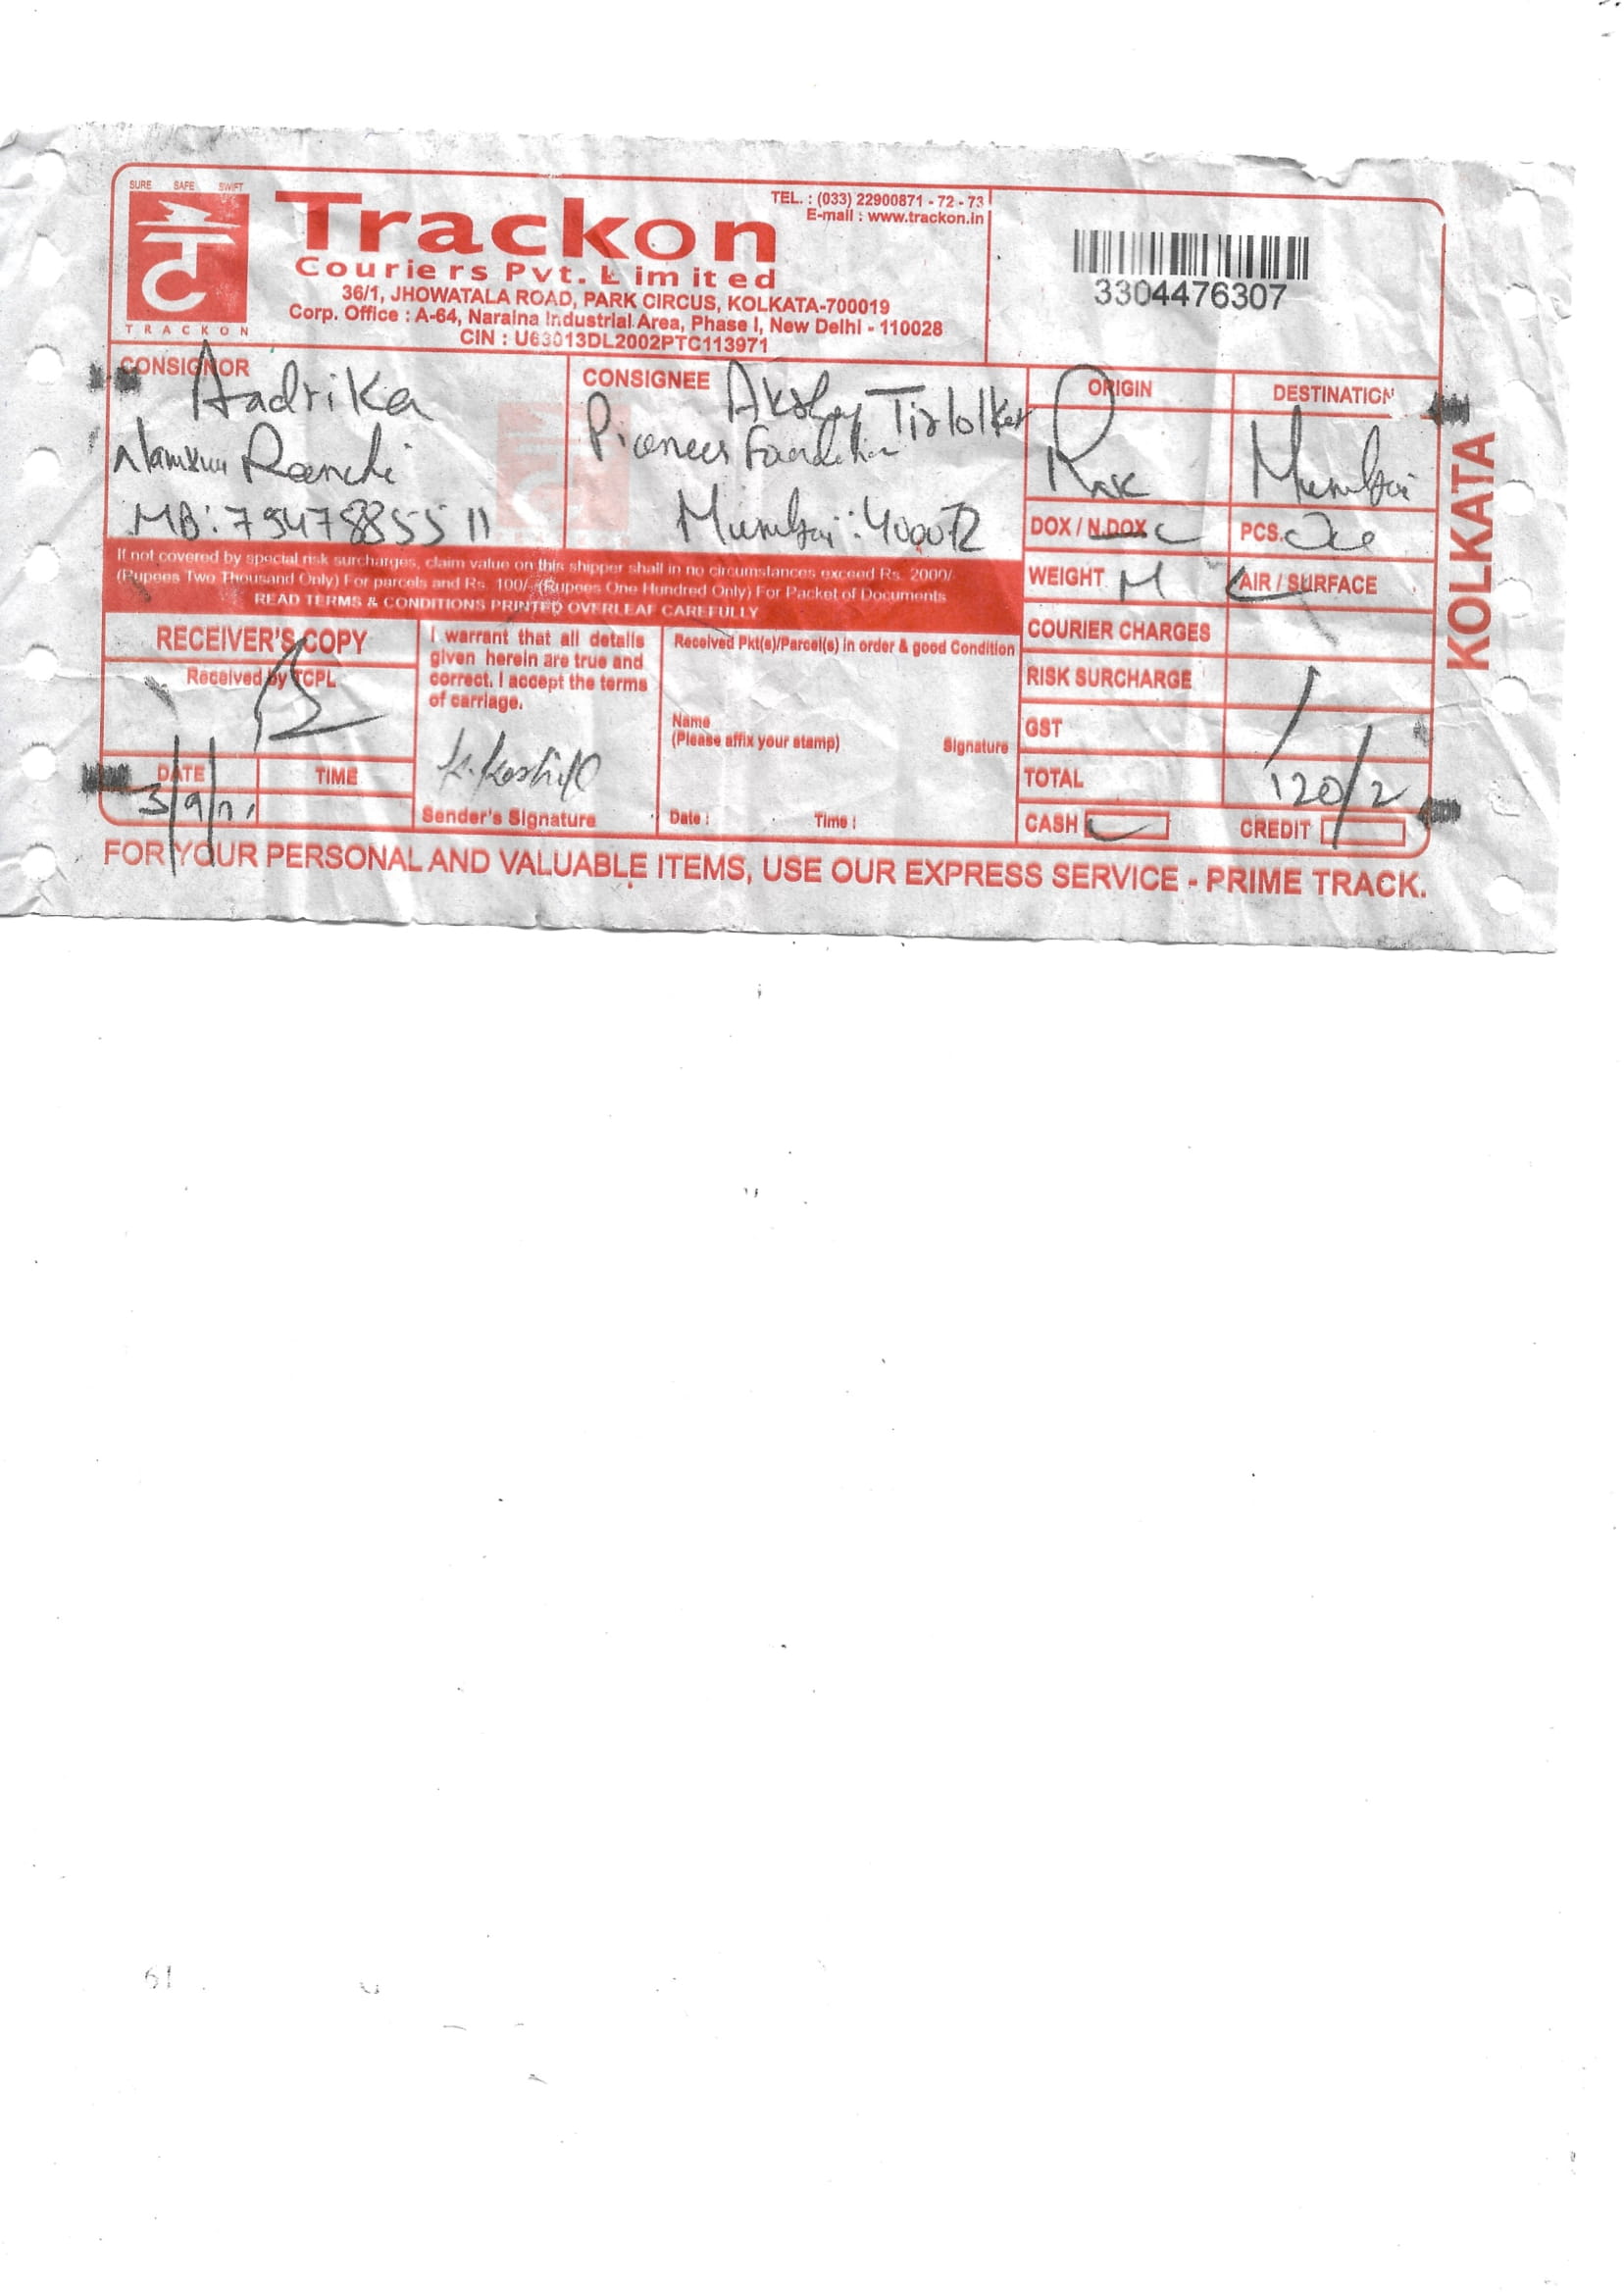 SURE SAFE SWIFT
TRACKON
Trackon
Couriers Pvt. Limited
TEL. : (033) 22900871 - 72 - 73
E-mail : www.trackon.in
36/1, JHOWATALA ROAD, PARK CIRCUS, KOLKATA-700019
Corp. Office : A-64, Naraina Industrial Area, Phase I, New Delhi - 110028
CIN : U63013DL2002PTC113971
3304476307
CONSIGNOR
Aadrika
Namkum Ranchi
MB: 7547885511
CONSIGNEE
Akshay Tirlotkar
Pioneer Foundation
Mumbai: 400072
ORIGIN
DESTINATION
Mumbai
DOX / N.DOX
PCS.
WEIGHT M
AIR / SURFACE
KOLKATA
If not covered by special risk surcharges, claim value on this shipper shall in no circumstances exceed Rs. 2000/-
(Rupees Two Thousand Only) For parcels and Rs. 100/- (Rupees One Hundred Only) For Packet of Documents
READ TERMS & CONDITIONS PRINTED OVERLEAF CAREFULLY
COURIER CHARGES
RISK SURCHARGE
GST
TOTAL 120/
CASH
CREDIT
RECEIVER'S COPY
Received by TCPL
DATE
TIME
3/9/
I warrant that all details
given herein are true and
correct. I accept the terms
of carriage.
Sender's Signature
Received Pkt(s)/Parcel(s) in order & good Condition
Name
(Please affix your stamp)
Signature
Date :
Time :
FOR YOUR PERSONAL AND VALUABLE ITEMS, USE OUR EXPRESS SERVICE - PRIME TRACK.